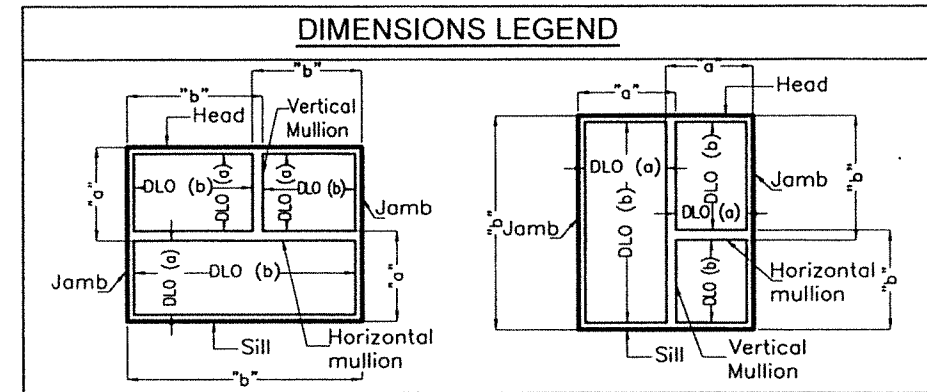 DIMENSIONS LEGEND
"b"
"b"
Head
Vertical
Mullion
"a"
DLO (b)
DLO (a)
DLO (a)
DLO (b)
Jamb
Jamb
DLO (a)
DLO (b)
"a"
Sill
Horizontal
mullion
"b"
"a"
"a"
Head
"b"
Jamb
DLO (a)
DLO (b)
DLO (b)
DLO (a)
Jamb
"b"
DLO (b)
Horizontal
mullion
"b"
Sill
Vertical
Mullion